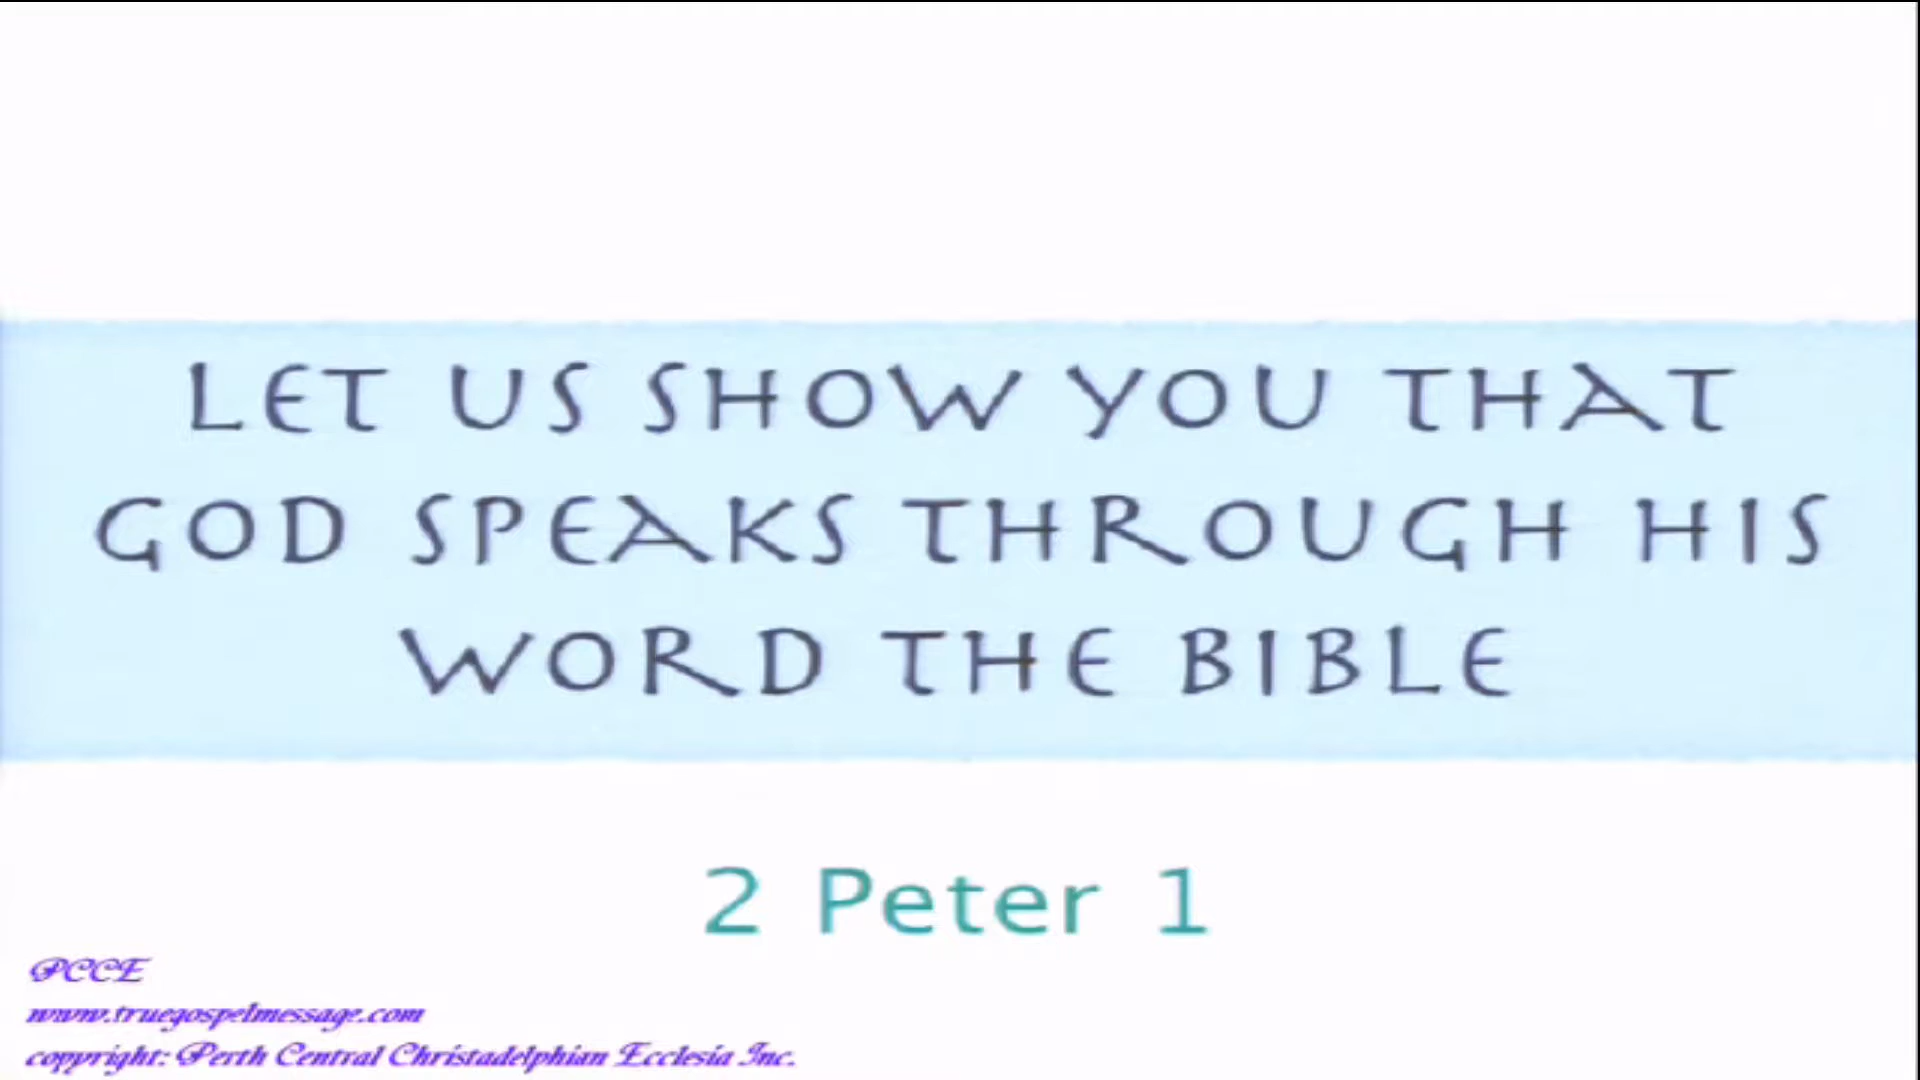 LET US SHOW YOU THAT
GOD SPEAKS THROUGH HIS
WORD THE BIBLE
2 Peter 1
PCCE
www.truegospelmessage.com
copyright: Perth Central Christadelphian Ecclesia Inc.